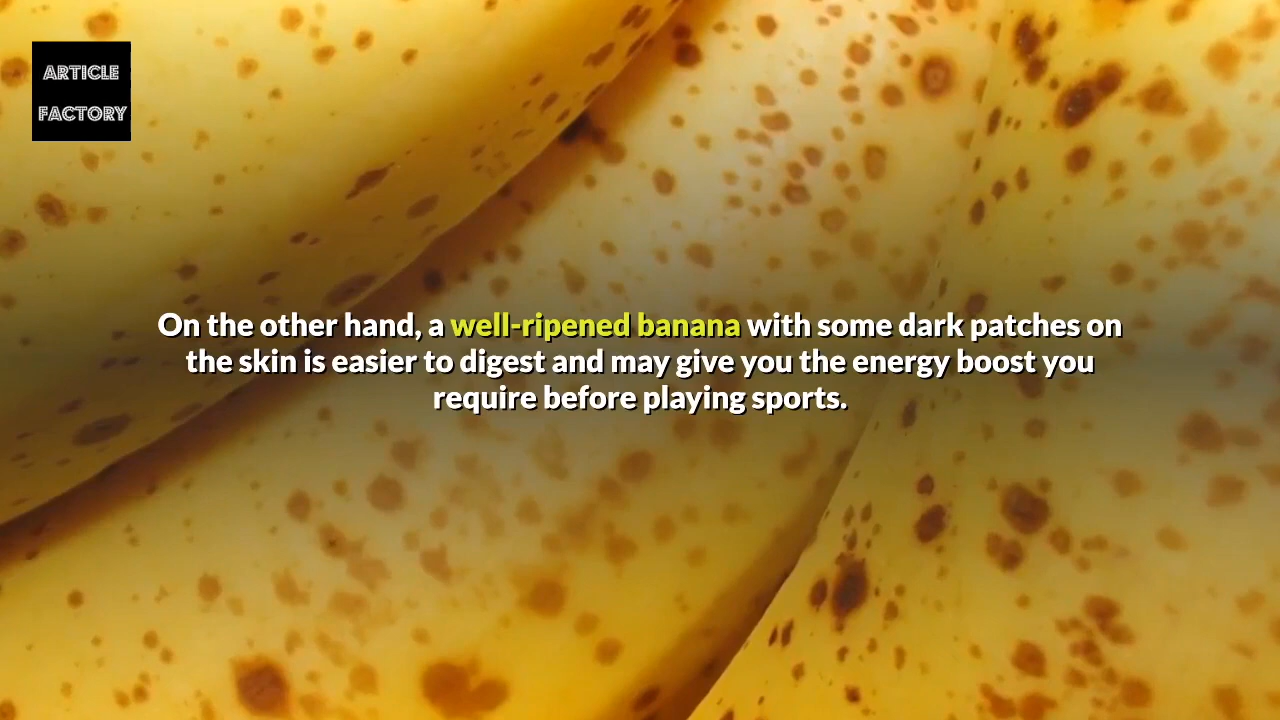 ARTICLE
FACTORY
On the other hand, a well-ripened banana with some dark patches on
the skin is easier to digest and may give you the energy boost you
require before playing sports.